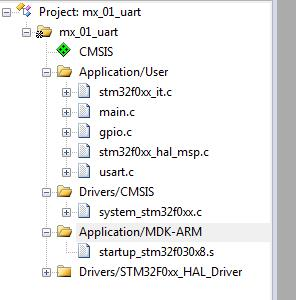 Project: mx_01_uart
mx_01_uart
CMSIS
Application/User
stm32f0xx_it.c
main.c
gpio.c
stm32f0xx_hal_msp.c
usart.c
Drivers/CMSIS
system_stm32f0xx.c
Application/MDK-ARM
startup_stm32f030x8.s
Drivers/STM32F0xx_HAL_Driver